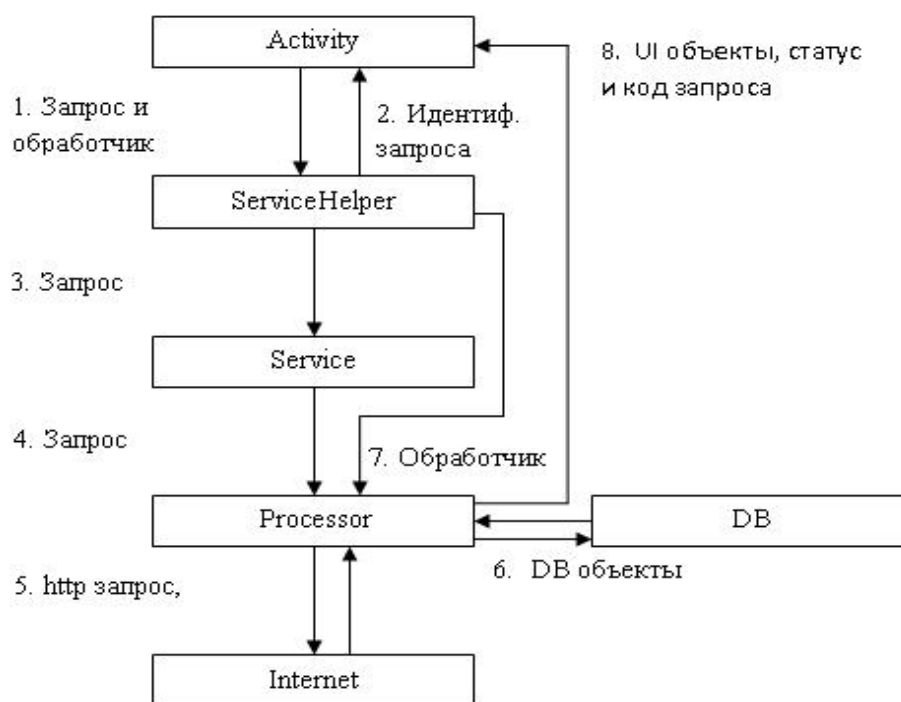 Activity
8. UI объекты, статус
и код запроса
1. Запрос и
обработчик
2. Идентиф.
запроса
ServiceHelper
3. Запрос
Service
4. Запрос
7. Обработчик
Processor
DB
6. DB объекты
5. http запрос,
Internet